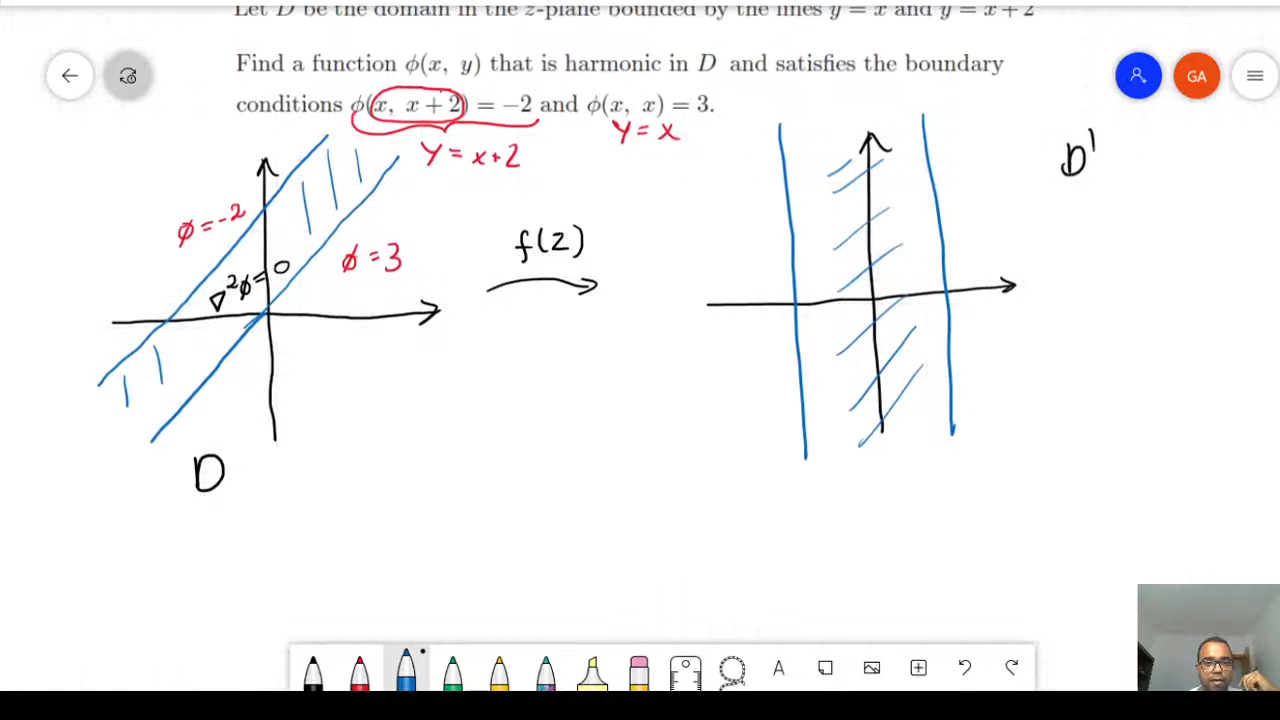 Let D be the domain in the z-plane bounded by the lines y = x and y = x + 2
Find a function ϕ(x, y) that is harmonic in D and satisfies the boundary
conditions ϕ(x, x + 2) = −2 and ϕ(x, x) = 3.
y = x+2
y = x
GA
D'
ϕ = -2
ϕ = 3
∇²ϕ = 0
f(z)
D
A